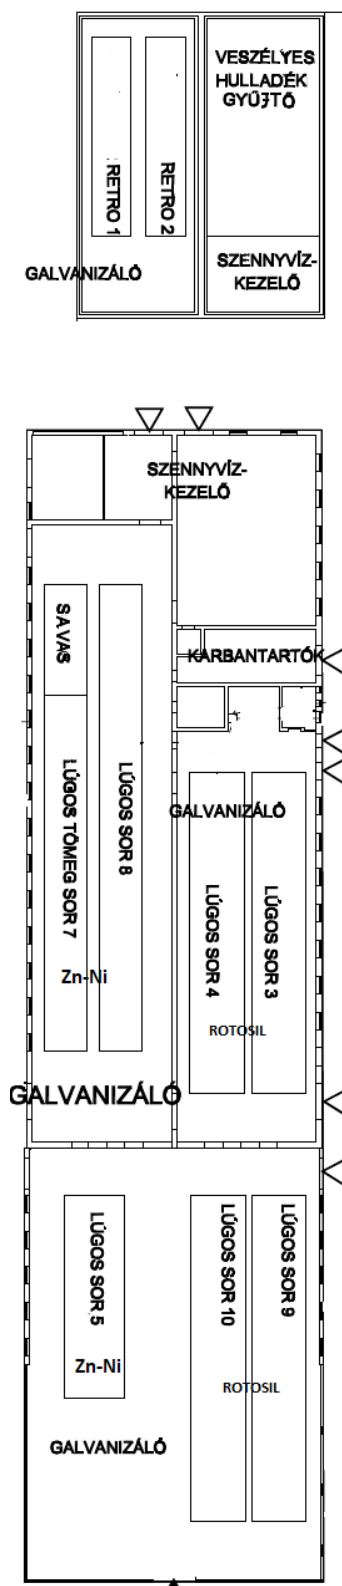 VESZÉLYES
HULLADÉK
GYŰJTŐ
RETRO 1
RETRO 2
GALVANIZÁLÓ
SZENNYVÍZ-
KEZELŐ
SZENNYVÍZ-
KEZELŐ
SAVAS
KARBANTARTÓK
LÚGOS TÖMEG SOR 7
LÚGOS SOR 8
GALVANIZÁLÓ
LÚGOS SOR 4
LÚGOS SOR 3
Zn-Ni
ROTOSIL
GALVANIZÁLÓ
LÚGOS SOR 5
LÚGOS SOR 10
LÚGOS SOR 9
Zn-Ni
ROTOSIL
GALVANIZÁLÓ